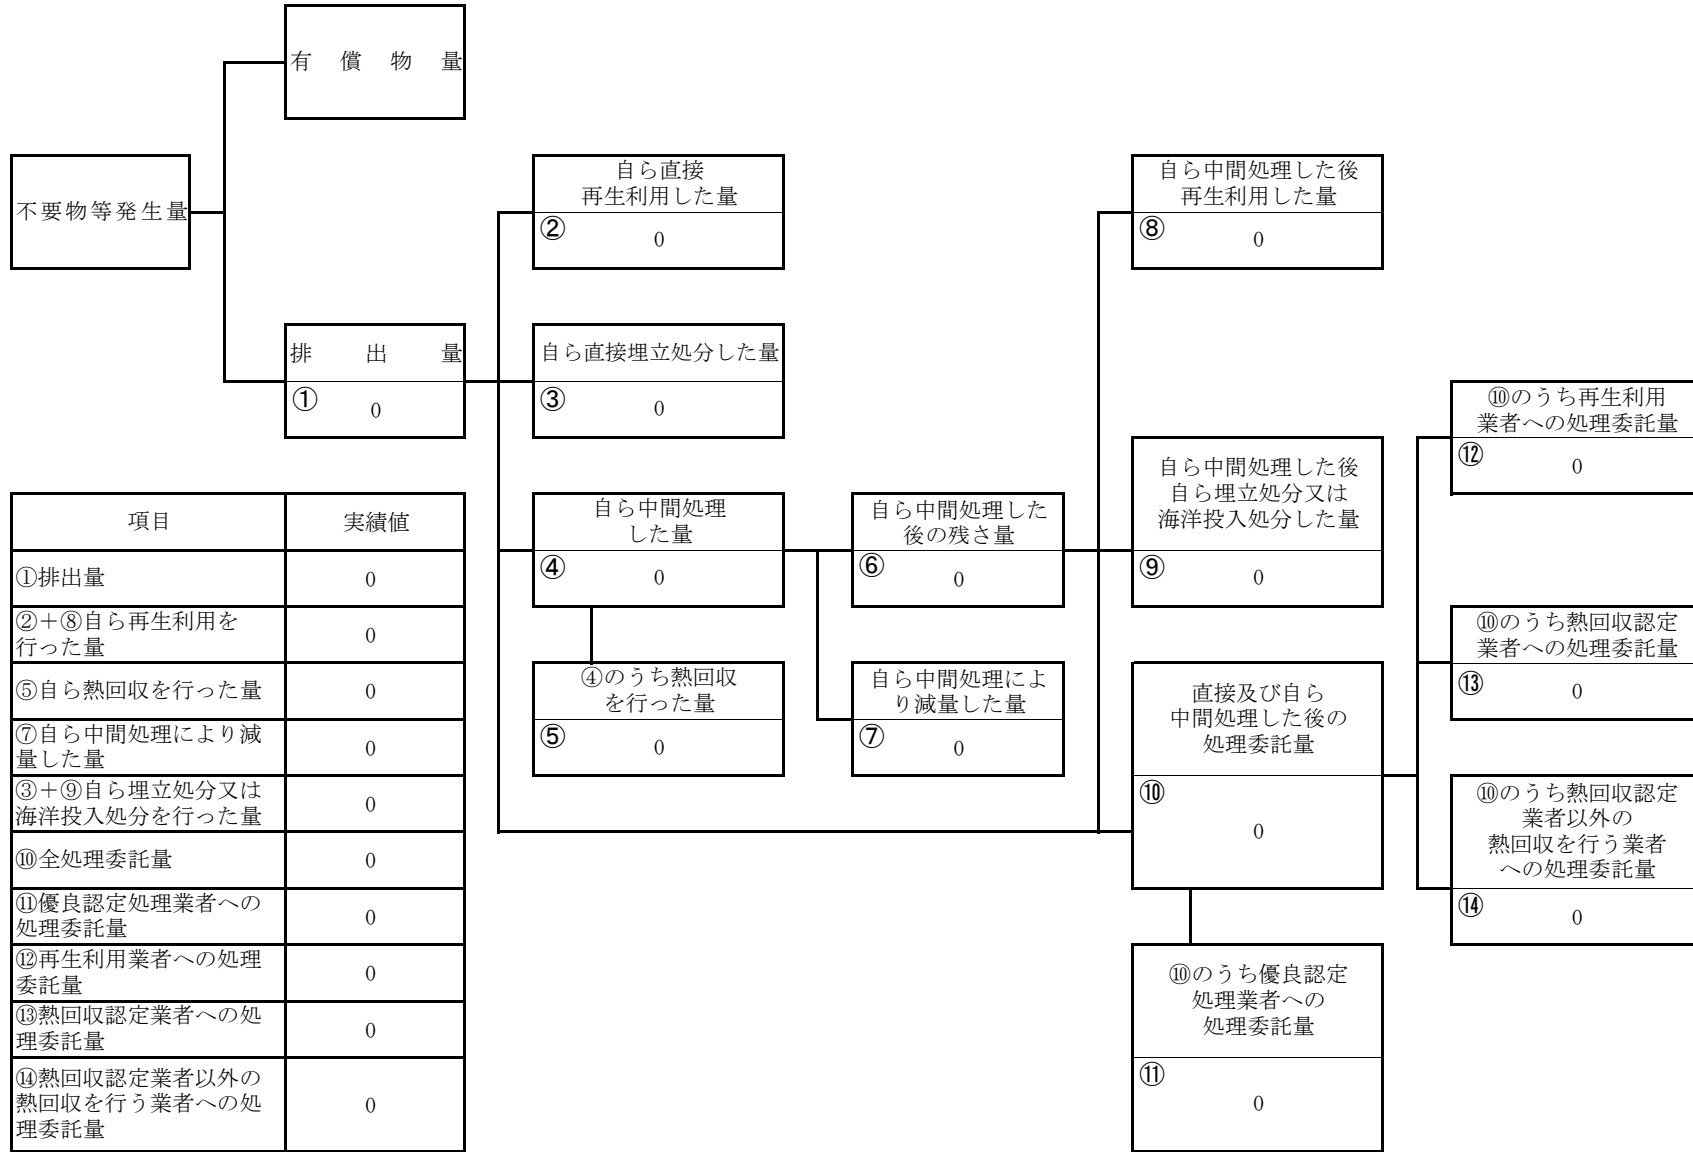 有償物量
不要物等発生量
排出量
①
0
自ら直接
再生利用した量
②
0
自ら直接埋立処分した量
③
0
自ら中間処理
した量
④
0
④のうち熱回収
を行った量
⑤
0
自ら中間処理した
後の残さ量
⑥
0
自ら中間処理によ
り減量した量
⑦
0
自ら中間処理した後
再生利用した量
⑧
0
自ら中間処理した後
自ら埋立処分又は
海洋投入処分した量
⑨
0
直接及び自ら
中間処理した後の
処理委託量
⑩
0
⑩のうち優良認定
処理業者への
処理委託量
⑪
0
⑩のうち再生利用
業者への処理委託量
⑫
0
⑩のうち熱回収認定
業者への処理委託量
⑬
0
⑩のうち熱回収認定
業者以外の
熱回収を行う業者
への処理委託量
⑭
0
項目 実績値
①排出量 0
②+⑧自ら再生利用を
行った量 0
⑤自ら熱回収を行った量 0
⑦自ら中間処理により減
量した量 0
③+⑨自ら埋立処分又は
海洋投入処分を行った量 0
⑩全処理委託量 0
⑪優良認定処理業者への
処理委託量 0
⑫再生利用業者への処理
委託量 0
⑬熱回収認定業者への処
理委託量 0
⑭熱回収認定業者以外の
熱回収を行う業者への処
理委託量 0